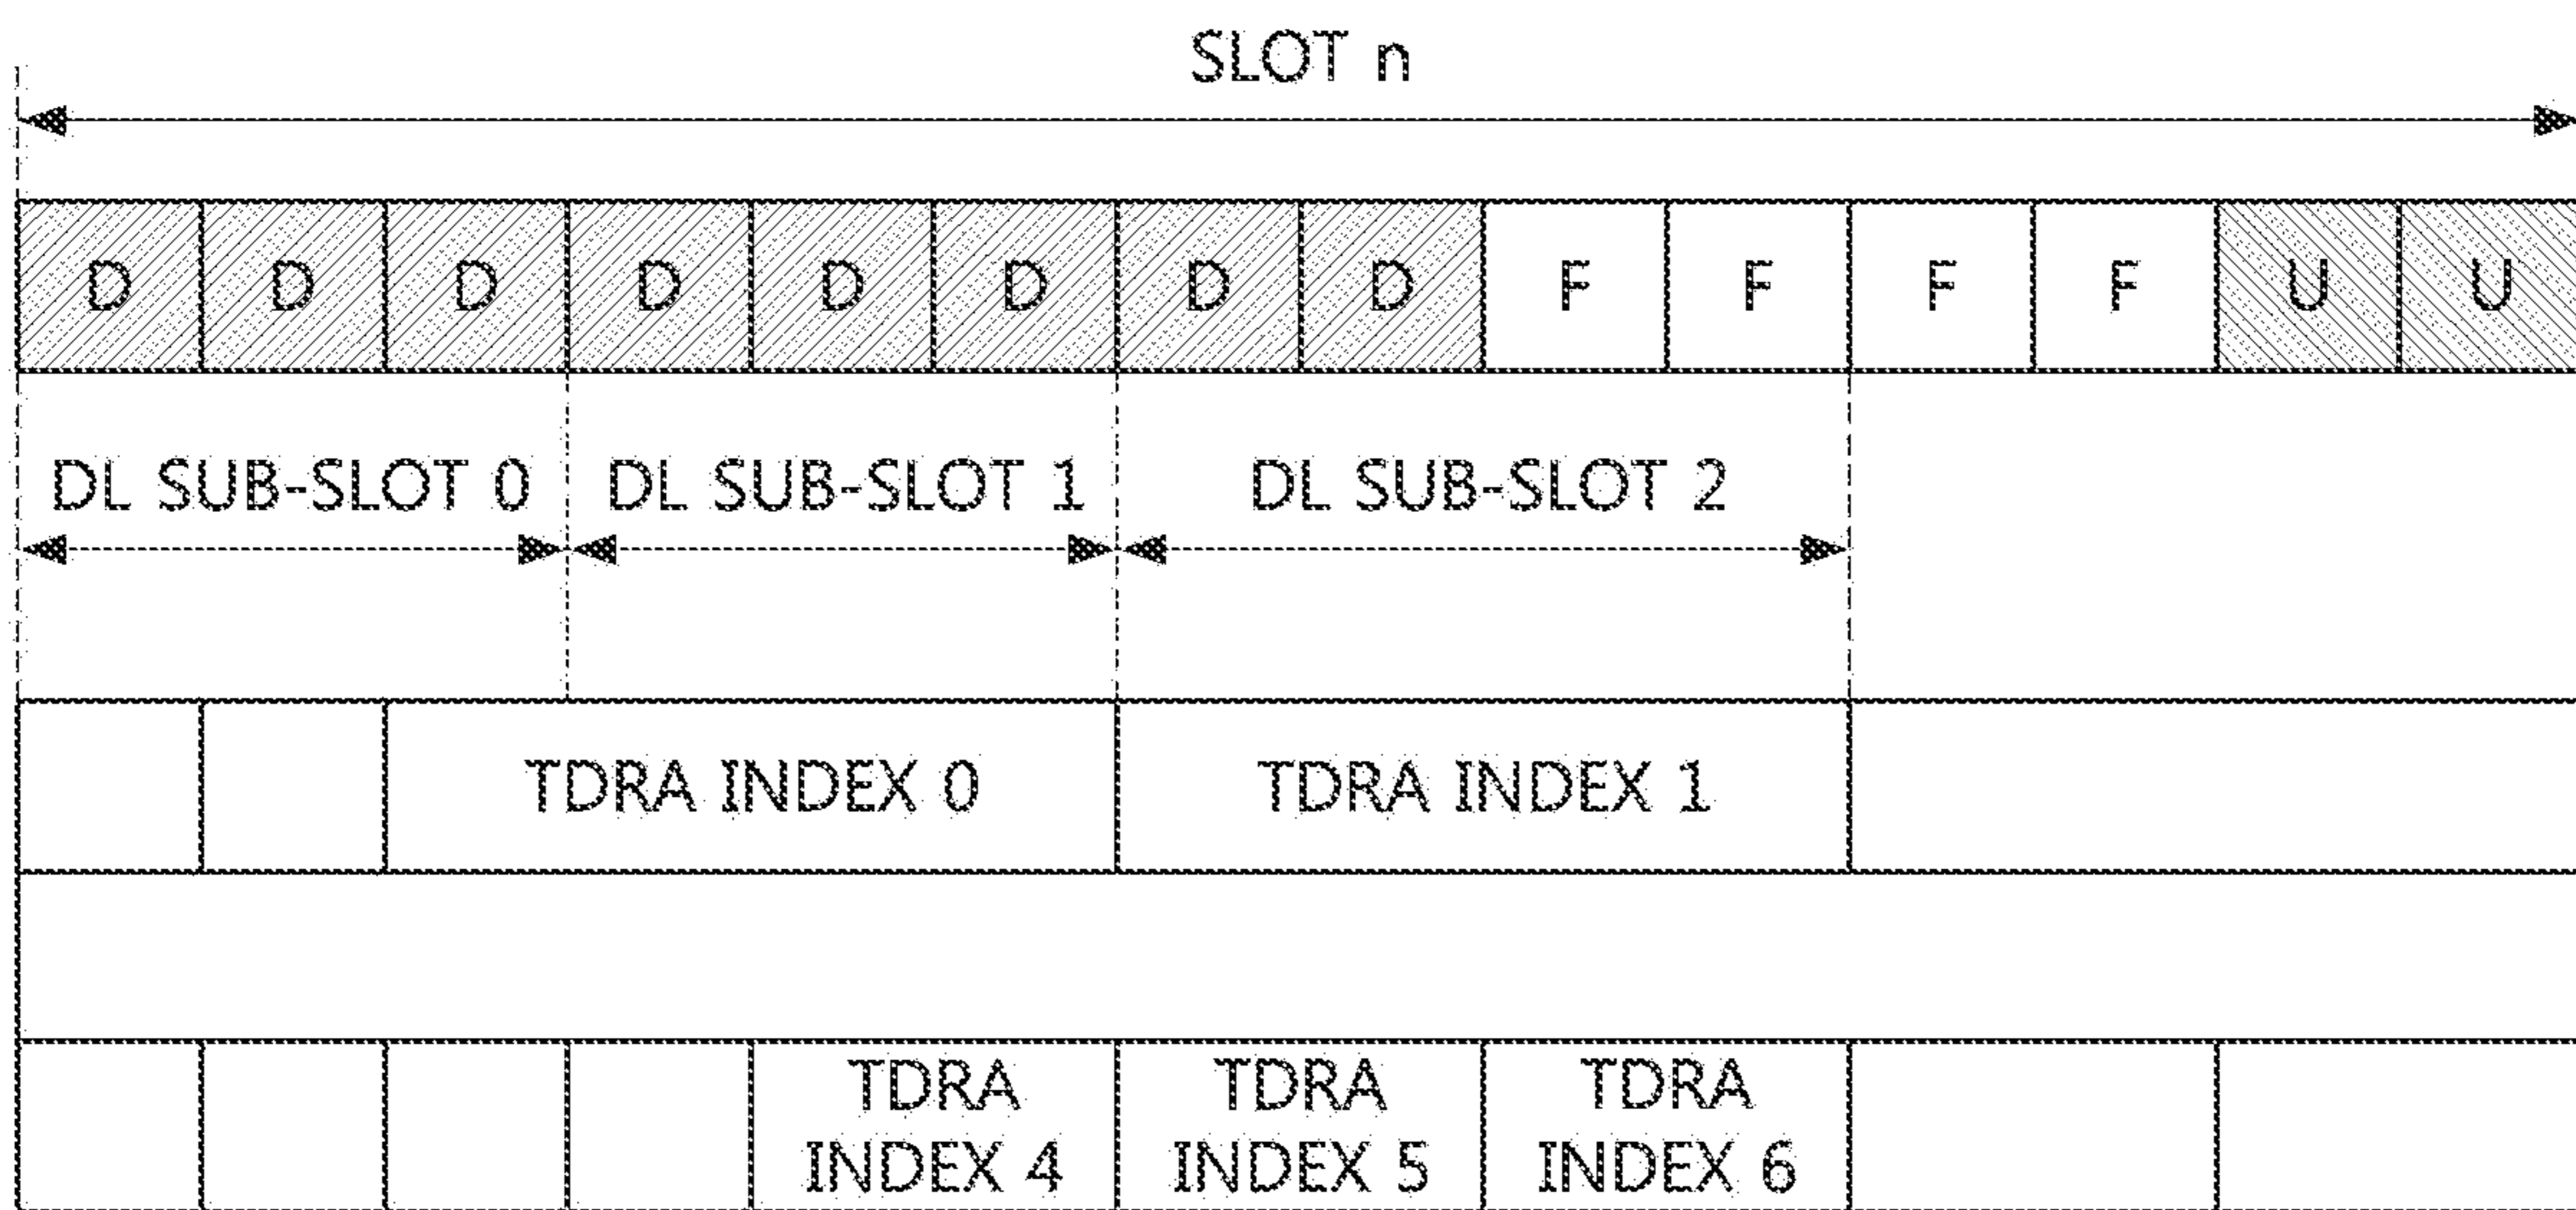 SLOT n
D D D D D D D D F F F F U U
DL SUB-SLOT 0 DL SUB-SLOT 1 DL SUB-SLOT 2
TDRA INDEX 0 TDRA INDEX 1
TDRA TDRA TDRA
INDEX 4 INDEX 5 INDEX 6